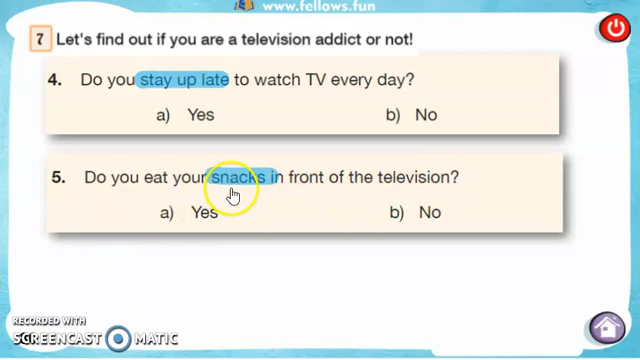 www.fellows.fun
7 Let's find out if you are a television addict or not!
4. Do you stay up late to watch TV every day?
a) Yes b) No
5. Do you eat your snacks in front of the television?
a) Yes b) No
RECORDED WITH
SCREENCAST MATIC